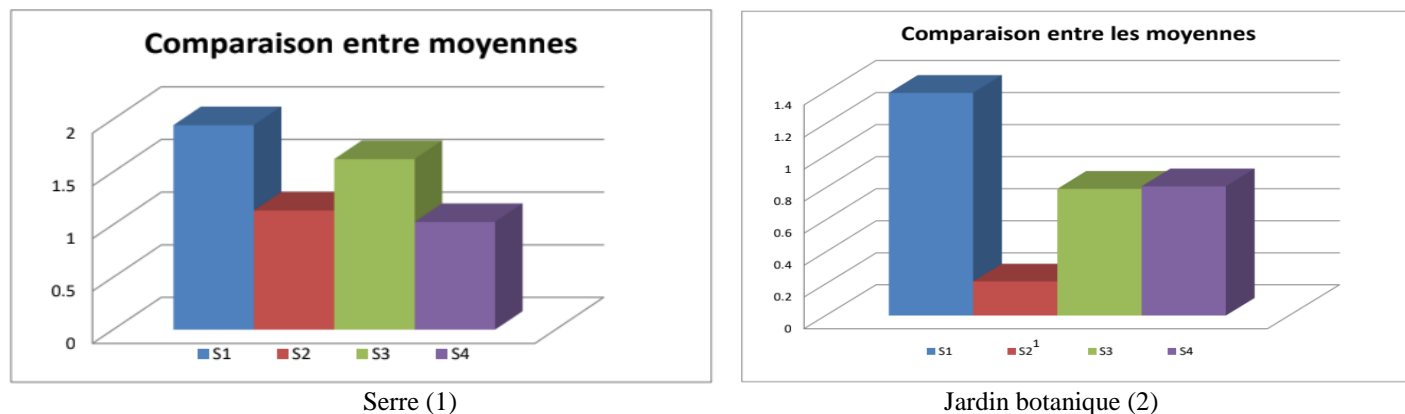 Comparaison entre moyennes
2
1.5
1
0.5
0
S1 S2 S3 S4
Serre (1)
Comparaison entre les moyennes
1.4
1.2
1
0.8
0.6
0.4
0.2
0
S1 S2¹ S3 S4
Jardin botanique (2)